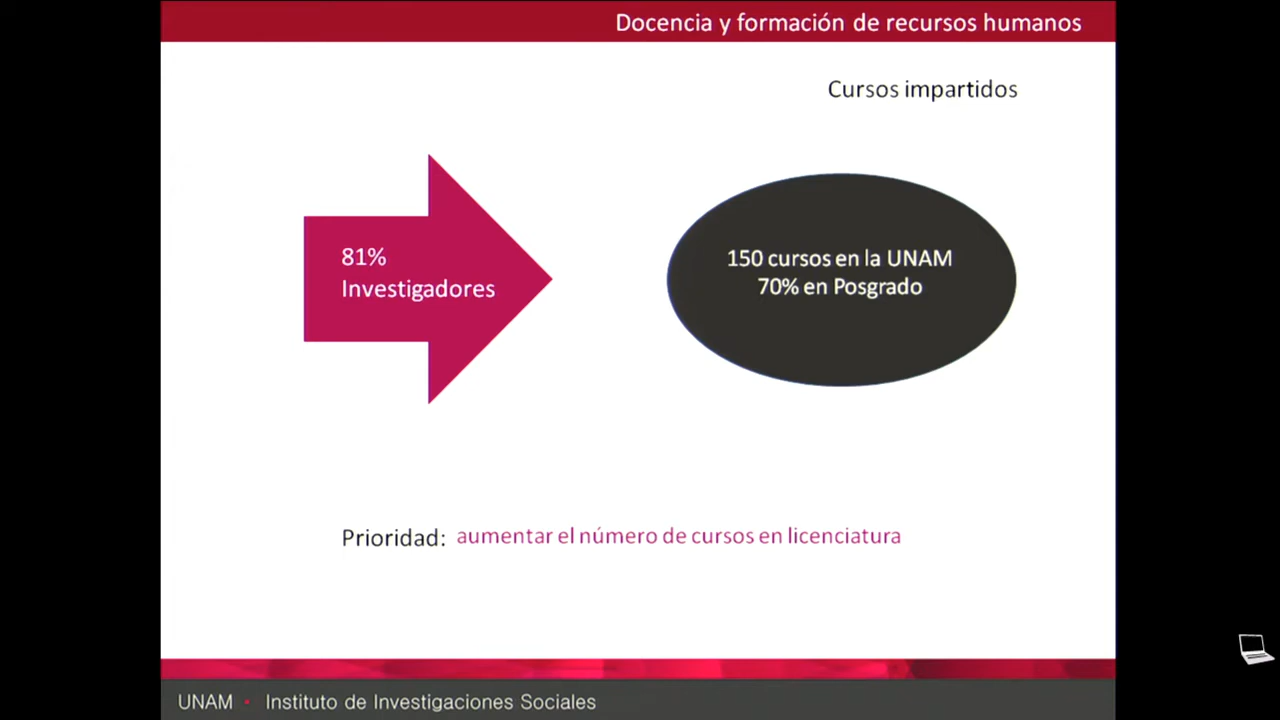 Docencia y formación de recursos humanos
Cursos impartidos
81%
Investigadores
150 cursos en la UNAM
70% en Posgrado
Prioridad: aumentar el número de cursos en licenciatura
UNAM • Instituto de Investigaciones Sociales